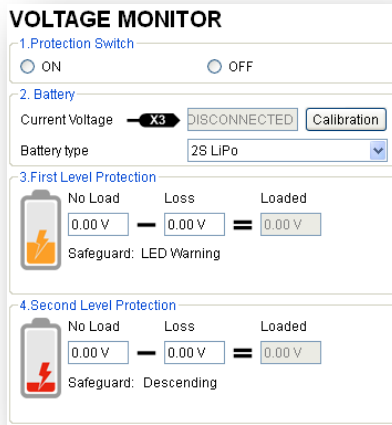 VOLTAGE MONITOR
1.Protection Switch
ON OFF
2. Battery
Current Voltage X3 DISCONNECTED Calibration
Battery type 2S LiPo
3.First Level Protection
No Load Loss Loaded
0.00 V − 0.00 V = 0.00 V
Safeguard: LED Warning
4.Second Level Protection
No Load Loss Loaded
0.00 V − 0.00 V = 0.00 V
Safeguard: Descending